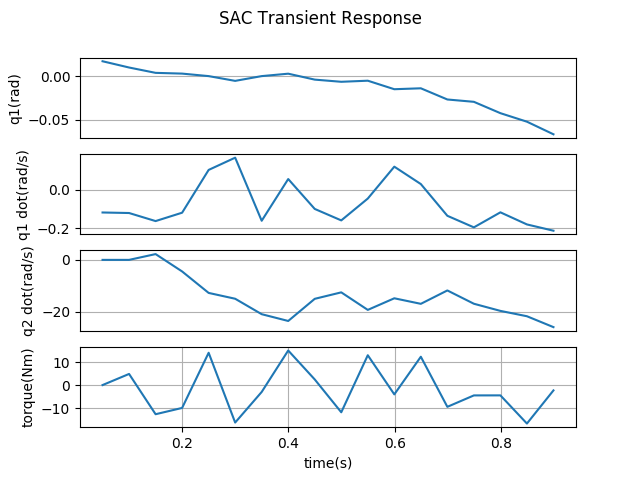 SAC Transient Response
q1(rad)
0.00
−0.05
q1 dot(rad/s)
0.0
−0.2
q2 dot(rad/s)
0
−20
torque(Nm)
10
0
−10
0.2 0.4 0.6 0.8
time(s)